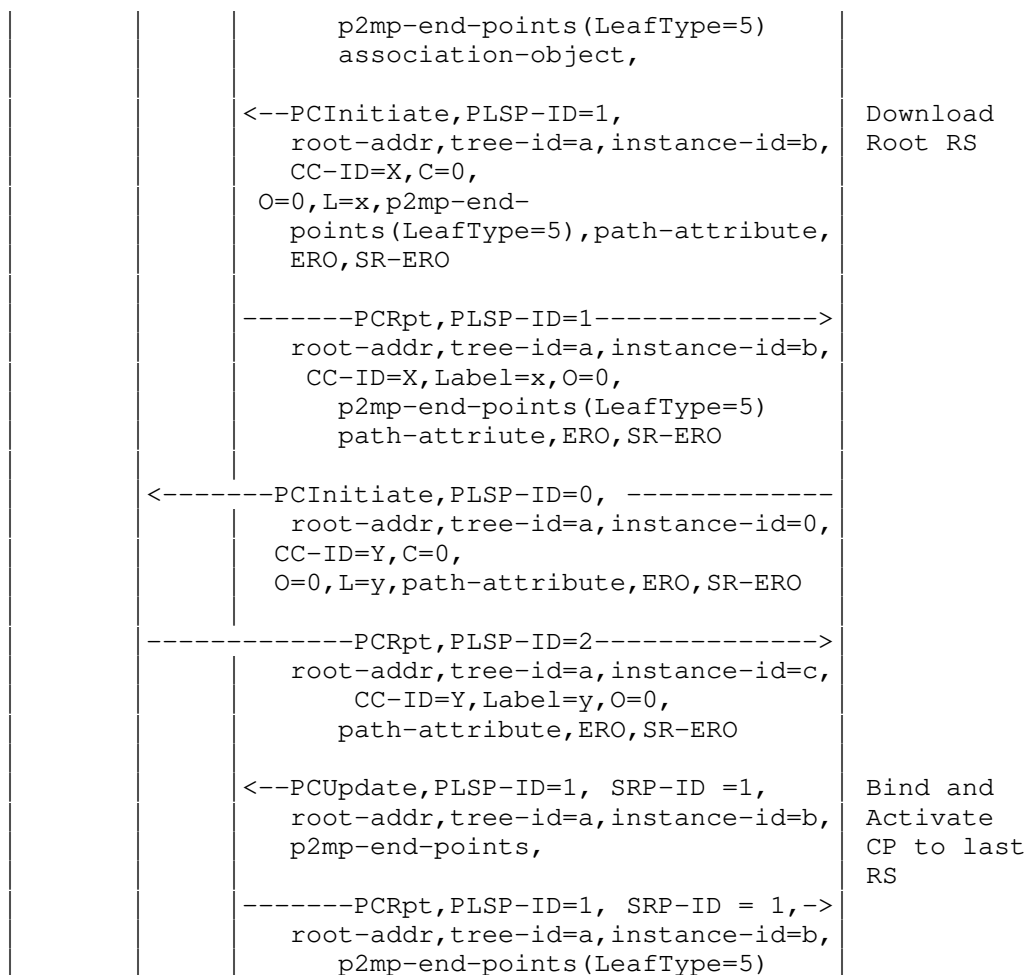 p2mp-end-points(LeafType=5)
association-object,
<--PCInitiate,PLSP-ID=1, Download
root-addr,tree-id=a,instance-id=b, Root RS
CC-ID=X,C=0,
O=0,L=x,p2mp-end-
points(LeafType=5),path-attribute,
ERO,SR-ERO
-------PCRpt,PLSP-ID=1-------------->
root-addr,tree-id=a,instance-id=b,
CC-ID=X,Label=x,O=0,
p2mp-end-points(LeafType=5)
path-attriute,ERO,SR-ERO
<-------PCInitiate,PLSP-ID=0, -------------
root-addr,tree-id=a,instance-id=0,
CC-ID=Y,C=0,
O=0,L=y,path-attribute,ERO,SR-ERO
-------------PCRpt,PLSP-ID=2-------------->
root-addr,tree-id=a,instance-id=c,
CC-ID=Y,Label=y,O=0,
path-attribute,ERO,SR-ERO
<--PCUpdate,PLSP-ID=1, SRP-ID =1, Bind and
root-addr,tree-id=a,instance-id=b, Activate
p2mp-end-points, CP to last
RS
-------PCRpt,PLSP-ID=1, SRP-ID = 1,->
root-addr,tree-id=a,instance-id=b,
p2mp-end-points(LeafType=5)